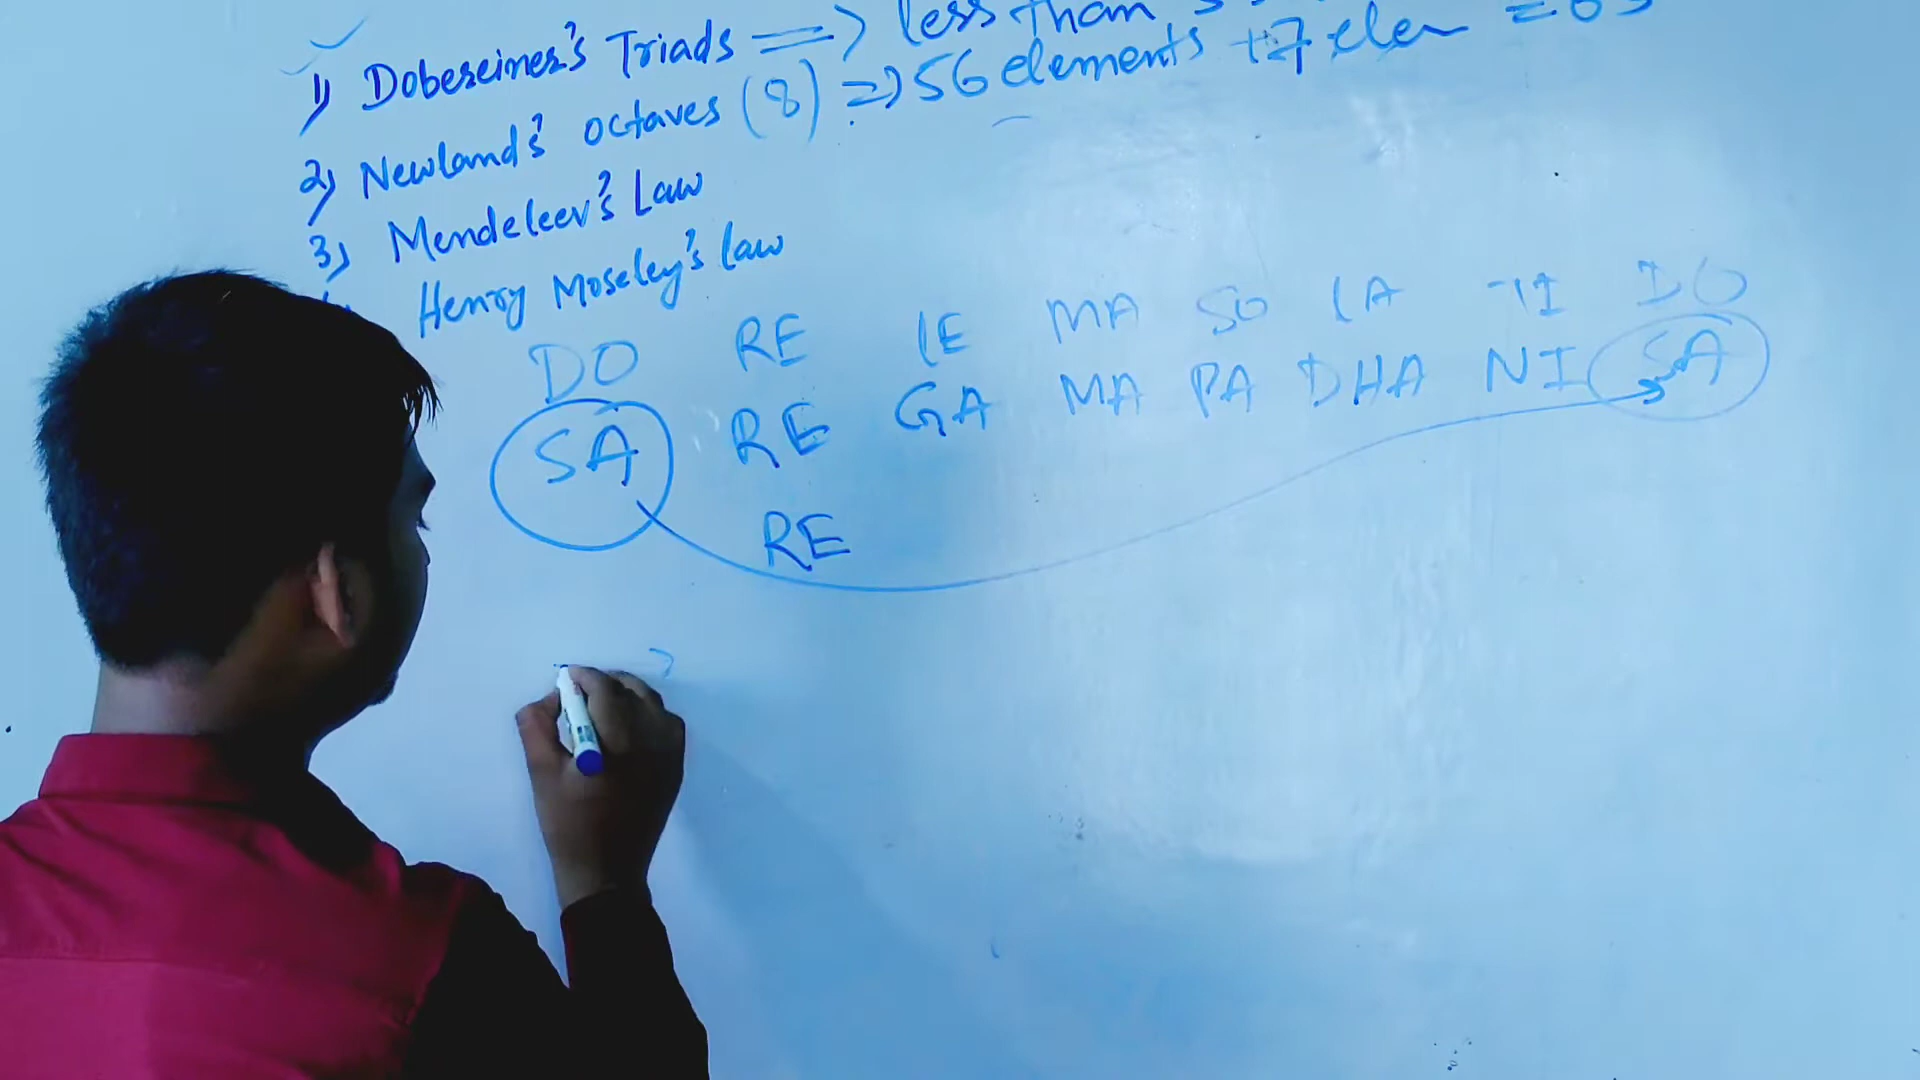 1) Dobereiner's Triads => less than
2) Newland's octaves (8) => 56 elements +7 elem =
3) Mendeleev's Law
Henry Moseley's law
DO RE MA SO LA TI DO
SA RE GA MA PA DHA NI SA
RE